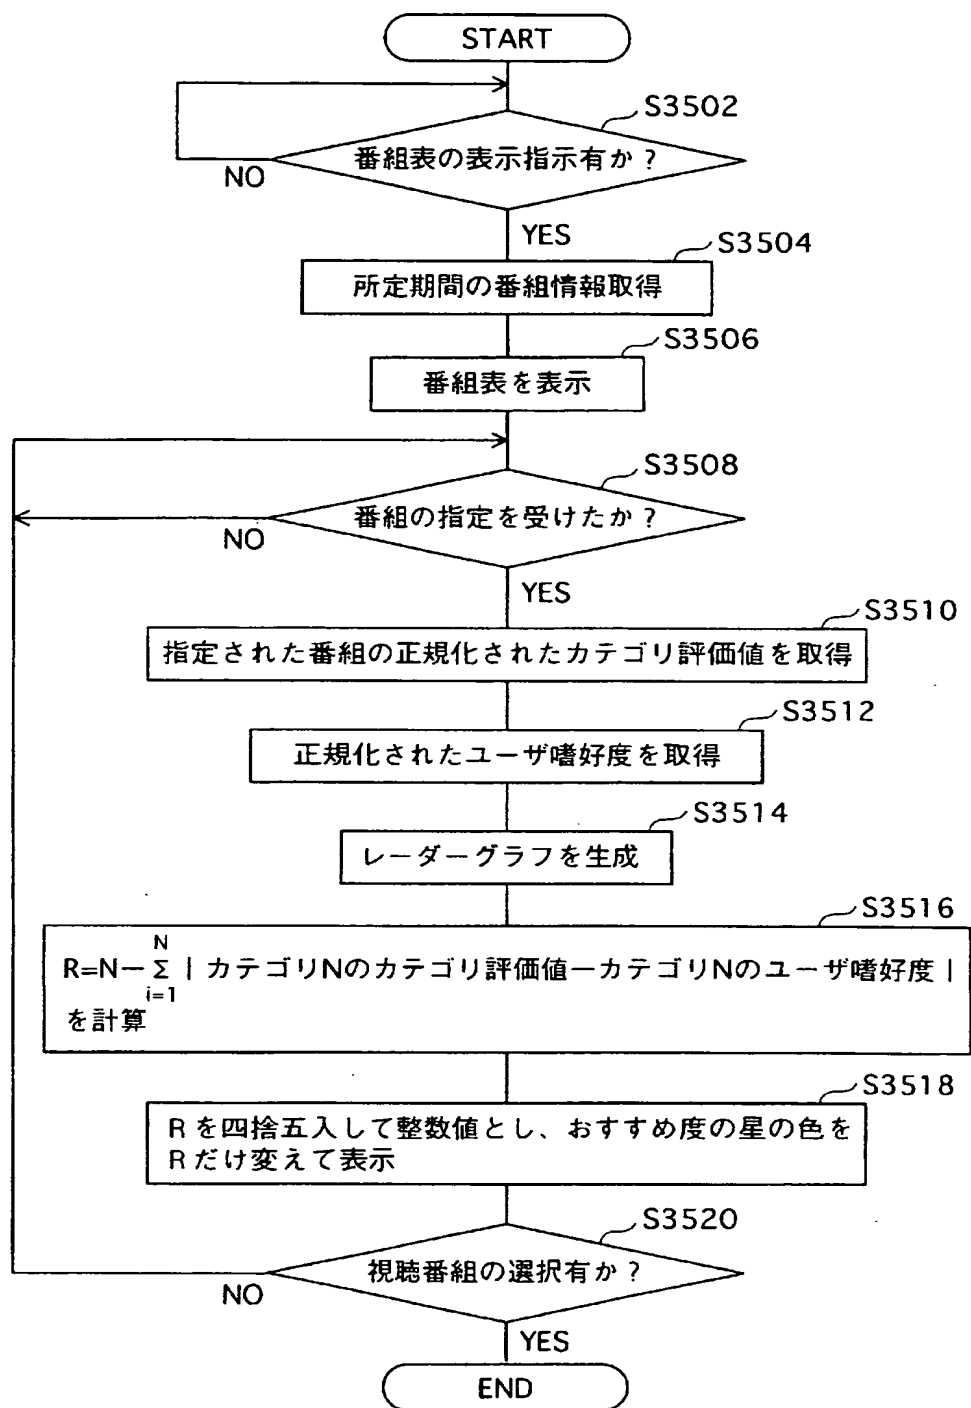 START
S3502
番組表の表示指示有か？
NO
YES
S3504
所定期間の番組情報取得
S3506
番組表を表示
S3508
番組の指定を受けたか？
NO
YES
S3510
指定された番組の正規化されたカテゴリ評価値を取得
S3512
正規化されたユーザ嗜好度を取得
S3514
レーダーグラフを生成
S3516
N
R=N－Σ｜カテゴリNのカテゴリ評価値－カテゴリNのユーザ嗜好度｜
i=1
を計算
S3518
Rを四捨五入して整数値とし、おすすめ度の星の色を
Rだけ変えて表示
S3520
視聴番組の選択有か？
NO
YES
END